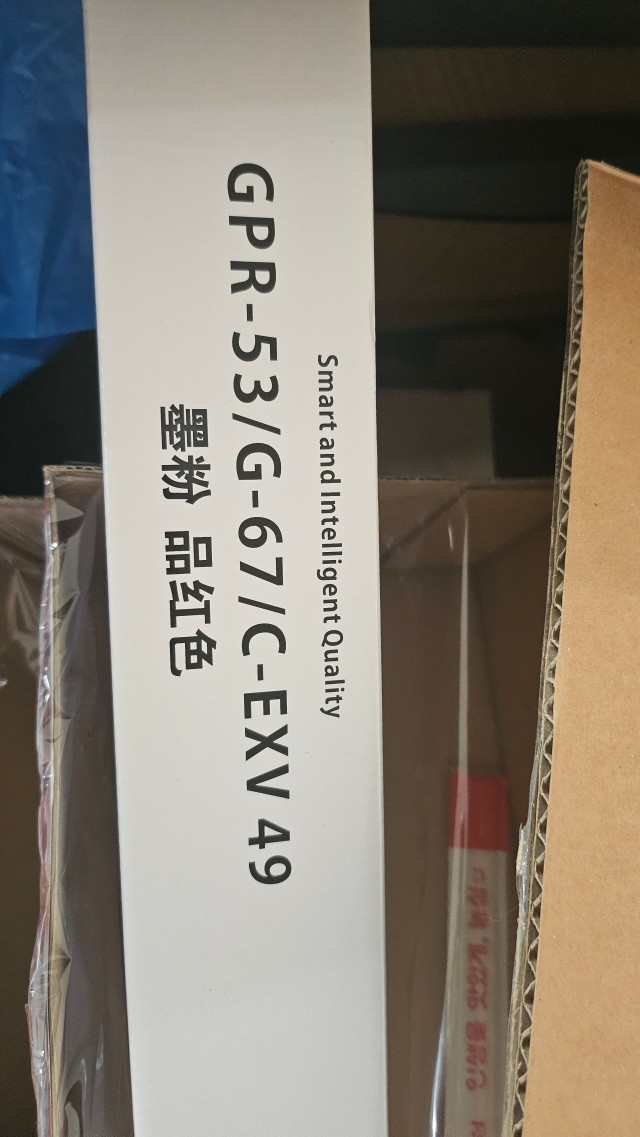 Smart and Intelligent Quality
GPR-53/G-67/C-EXV 49
墨粉 品红色